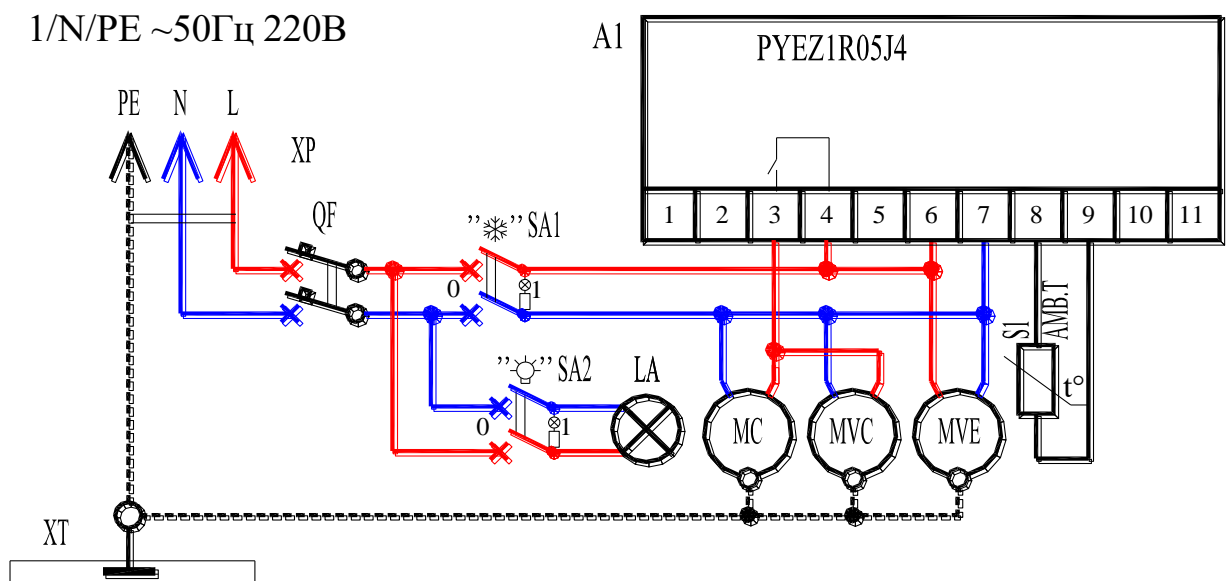 1/N/PE ~50Гц 220В
A1
PYEZ1R05J4
PE N L
XP
1 2 3 4 5 6 7 8 9 10 11
QF
’’ ’’ SA1
0 1
S1
AMB.T
t°
’’ ’’ SA2
LA
0 1
MC MVC MVE
XT